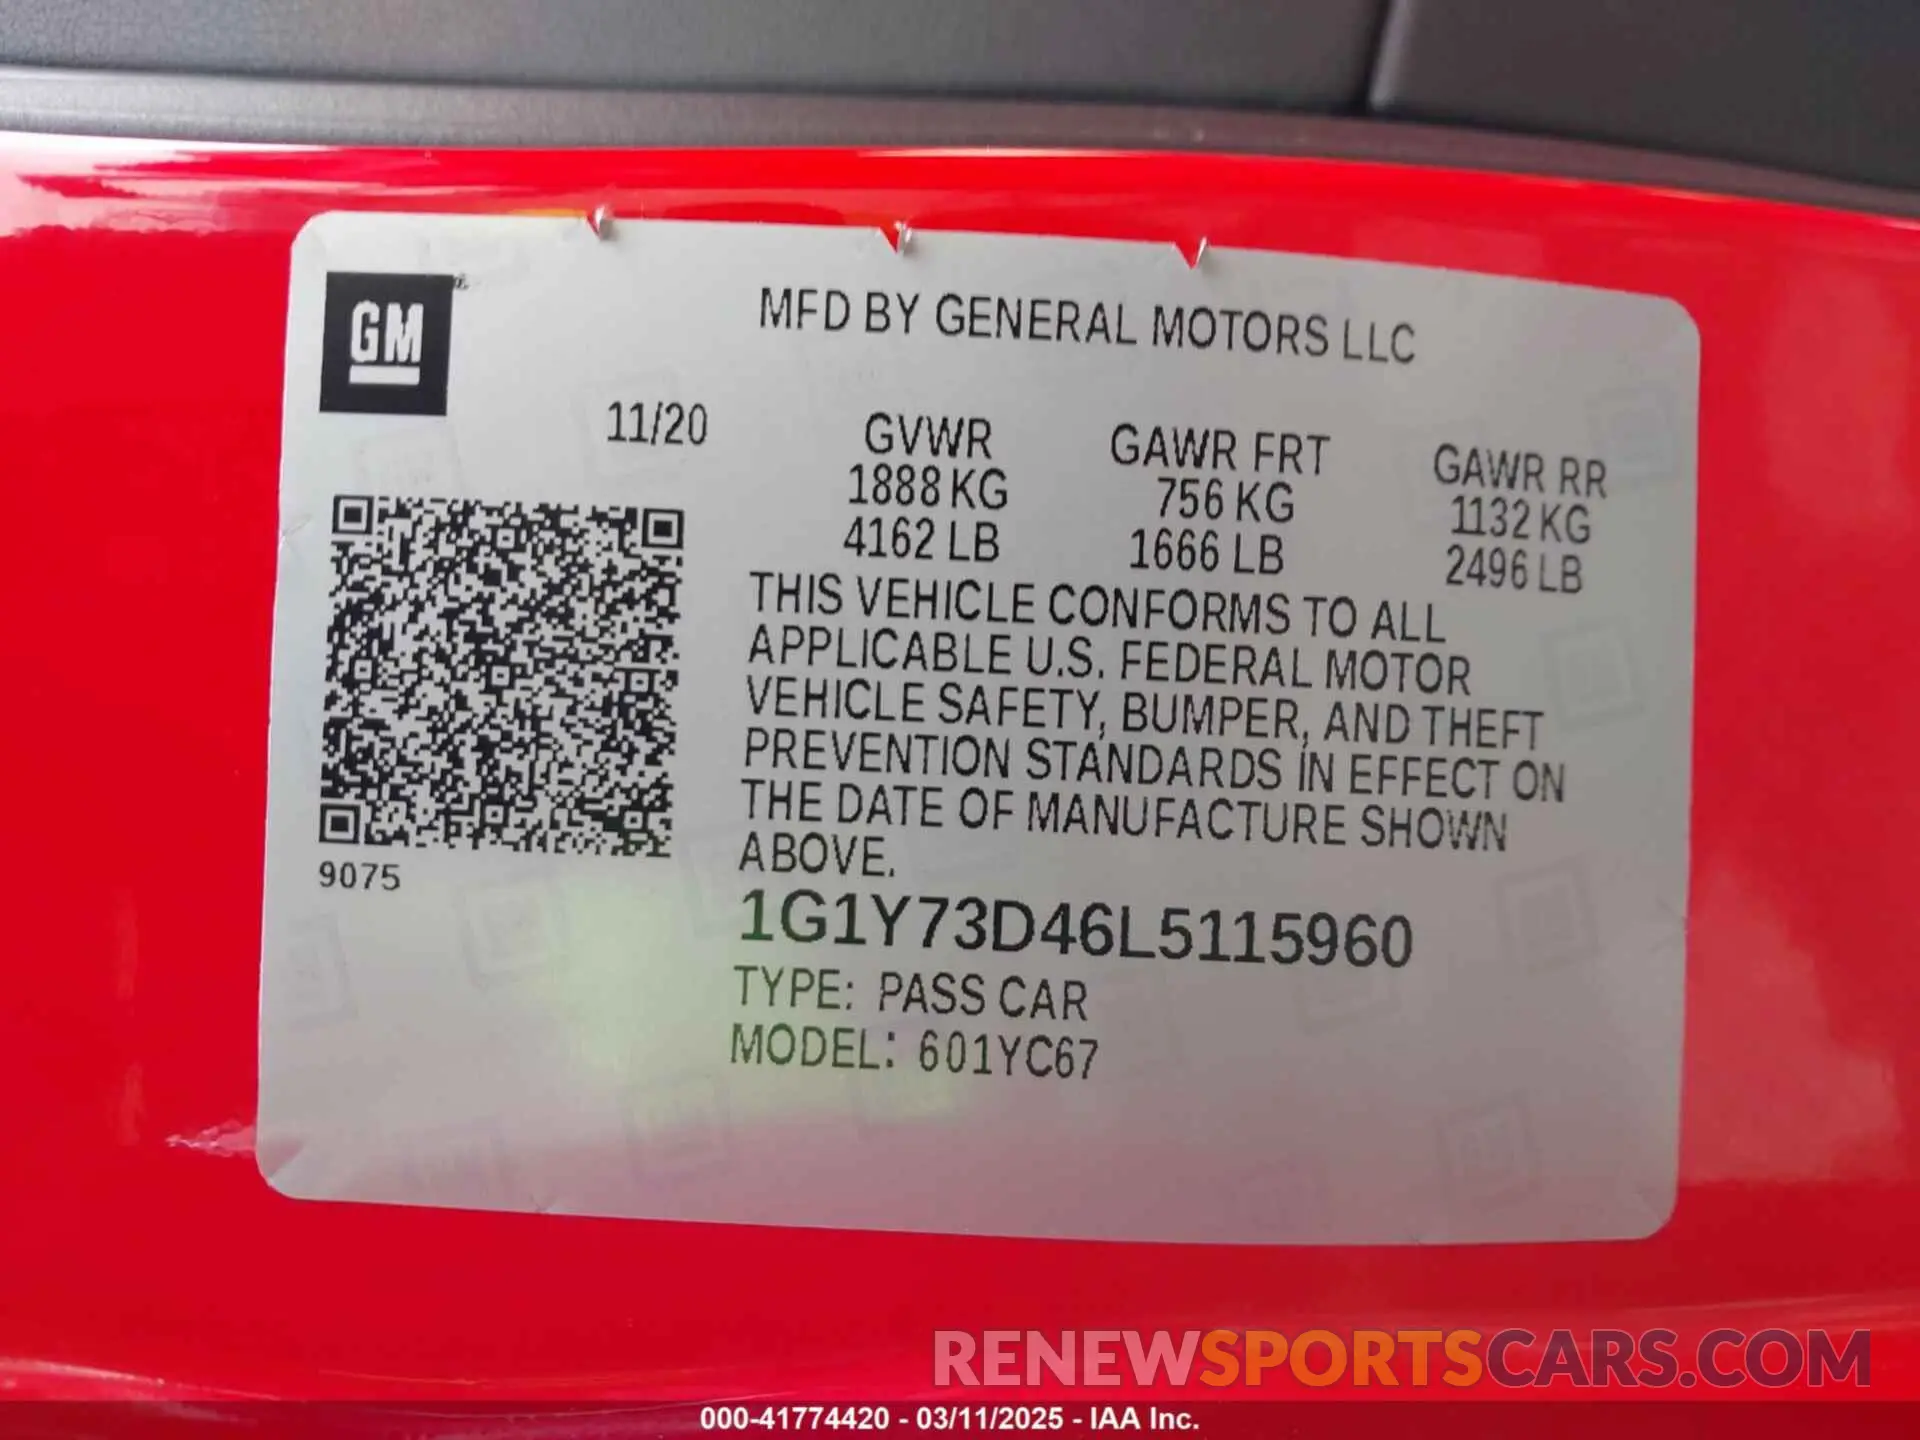 GM
MFD BY GENERAL MOTORS LLC
11/20
GVWR
1888 KG
4162 LB
GAWR FRT
756 KG
1666 LB
GAWR RR
1132 KG
2496 LB
THIS VEHICLE CONFORMS TO ALL
APPLICABLE U.S. FEDERAL MOTOR
VEHICLE SAFETY, BUMPER, AND THEFT
PREVENTION STANDARDS IN EFFECT ON
THE DATE OF MANUFACTURE SHOWN
ABOVE.
9075
1G1Y73D46L5115960
TYPE: PASS CAR
MODEL: 601YC67
RENEWSPORTSCARS.COM
000-41774420 - 03/11/2025 - IAA Inc.